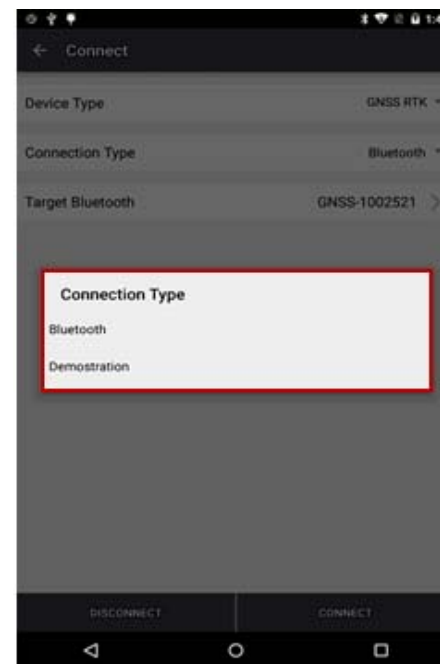 Connect
Device Type GNSS RTK
Connection Type Bluetooth
Target Bluetooth GNSS-1002521
Connection Type
Bluetooth
Demostration
DISCONNECT CONNECT